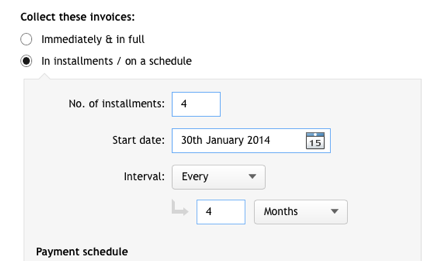 Collect these invoices:
Immediately & in full
In installments / on a schedule
No. of installments: 4
Start date: 30th January 2014 15
Interval: Every
4 Months
Payment schedule